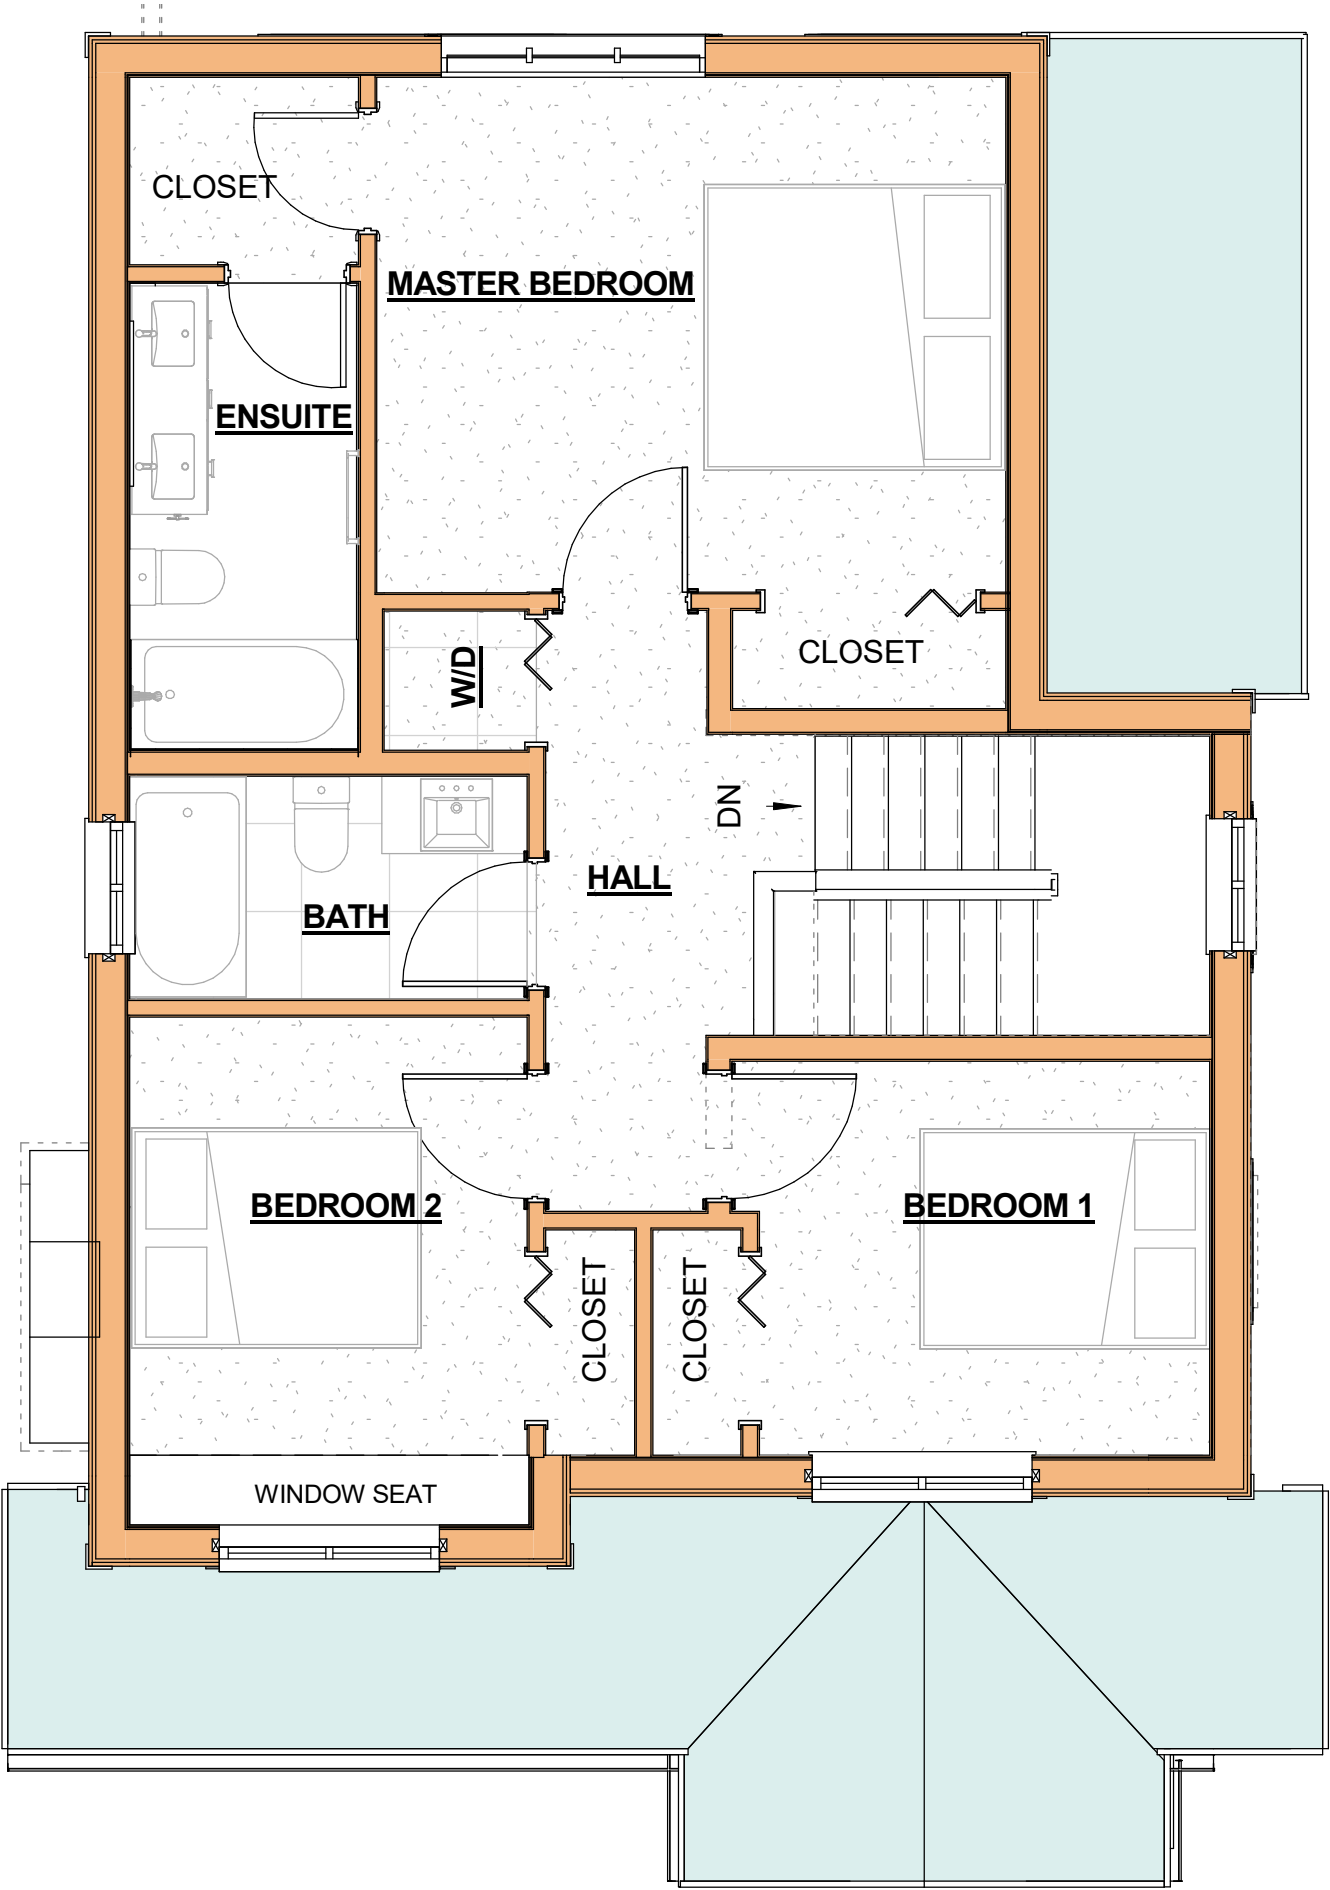 CLOSET
MASTER BEDROOM
ENSUITE
W/D
CLOSET
DN
HALL
BATH
BEDROOM 2
BEDROOM 1
CLOSET
CLOSET
WINDOW SEAT